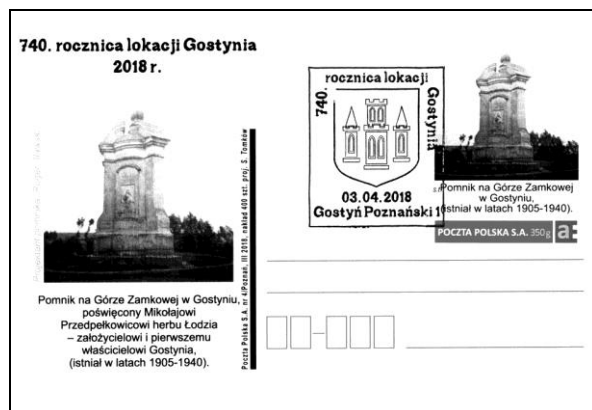 740. rocznica lokacji Gostynia
2018 r.
Pomnik na Górze Zamkowej w Gostyniu,
poświęcony Mikołajowi
Przedpełkowicowi herbu Łodzia
– założycielowi i pierwszemu
właścicielowi Gostynia,
(istniał w latach 1905-1940).
Poczta Polska S.A. nr 4/Poznań, III 2018, nakład 400 szt. proj. S. Tomków
740. rocznica lokacji Gostynia
03.04.2018
Gostyń Poznański 1
Pomnik na Górze Zamkowej
w Gostyniu,
(istniał w latach 1905-1940).
POCZTA POLSKA S.A. 350g a: